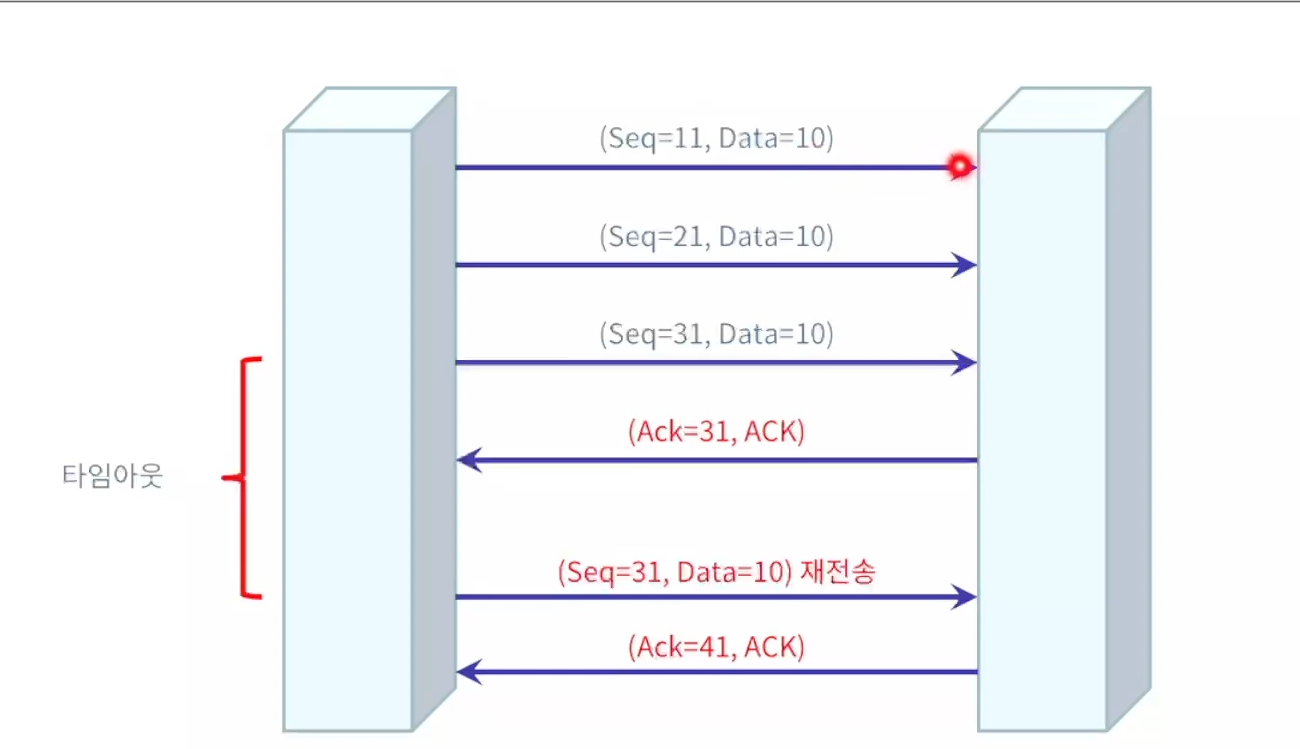 (Seq=11, Data=10)
(Seq=21, Data=10)
(Seq=31, Data=10)
(Ack=31, ACK)
타임아웃
(Seq=31, Data=10) 재전송
(Ack=41, ACK)